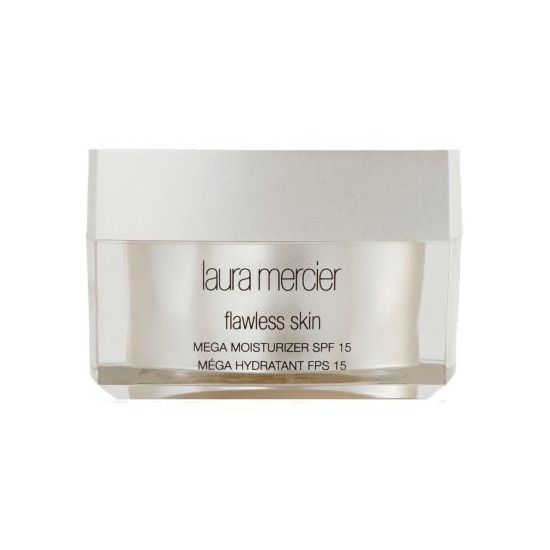 laura mercier
flawless skin
MEGA MOISTURIZER SPF 15
MÉGA HYDRATANT FPS 15